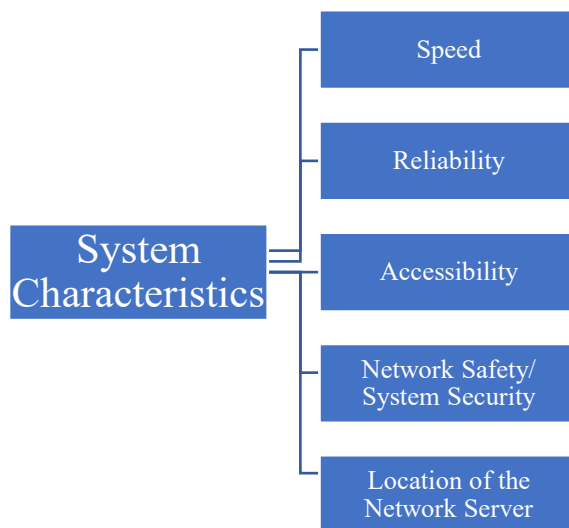 Speed
Reliability
System
Characteristics
Accessibility
Network Safety/
System Security
Location of the
Network Server